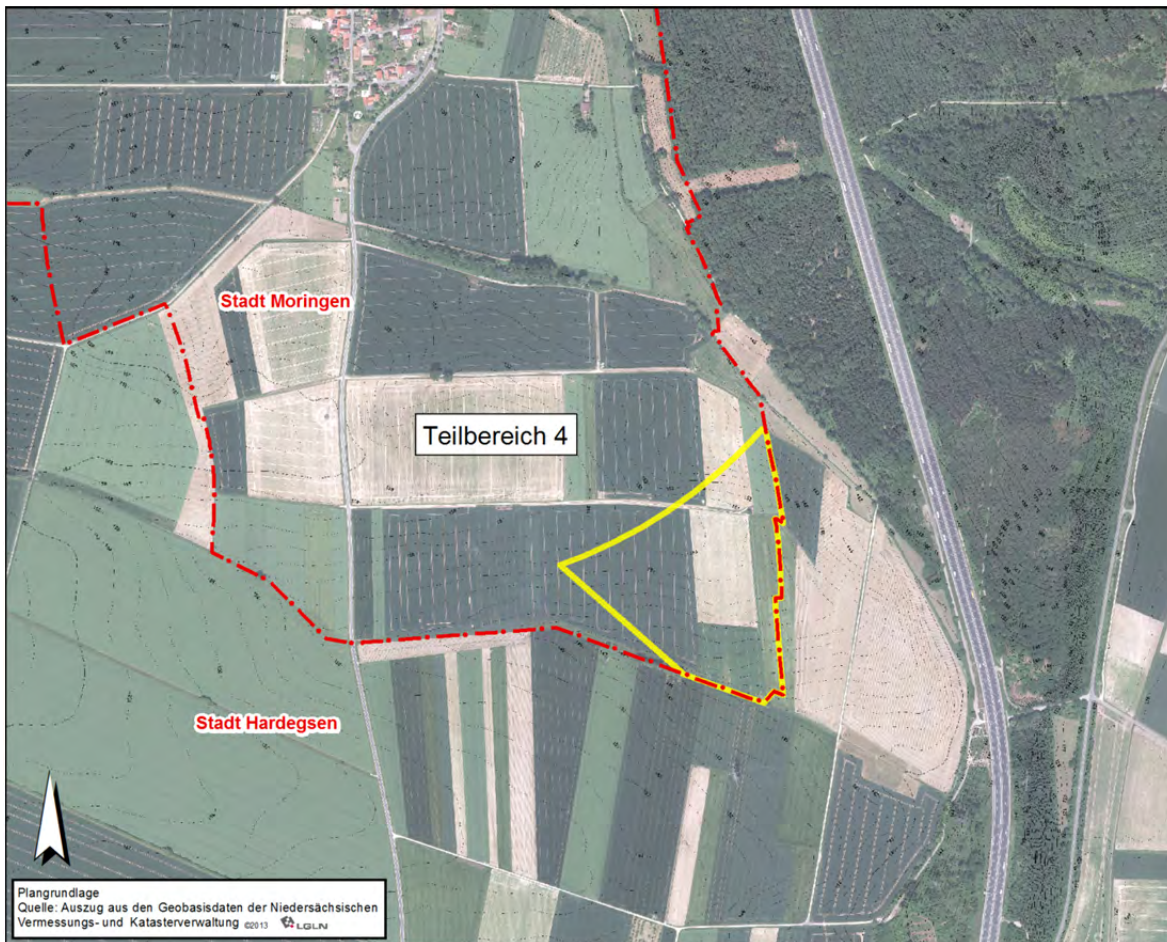 Stadt Moringen
Teilbereich 4
Stadt Hardegsen
Plangrundlage
Quelle: Auszug aus den Geobasisdaten der Niedersächsischen
Vermessungs- und Katasterverwaltung ©2013 LGLN